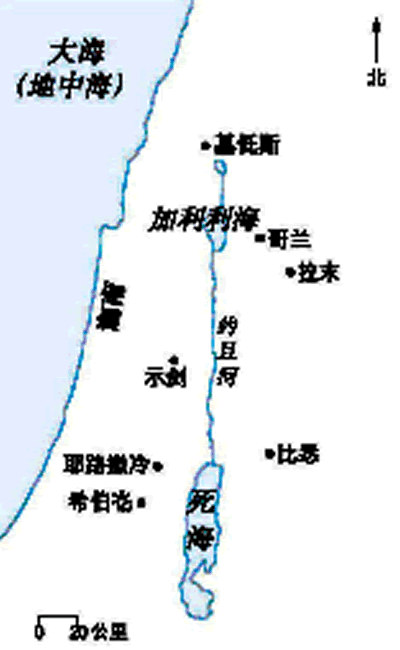 大海
(地中海)
北
基低斯
加利利海
哥兰
拉末
约旦河
示剑
耶路撒冷
比悉
希伯仑
死海
0 20公里